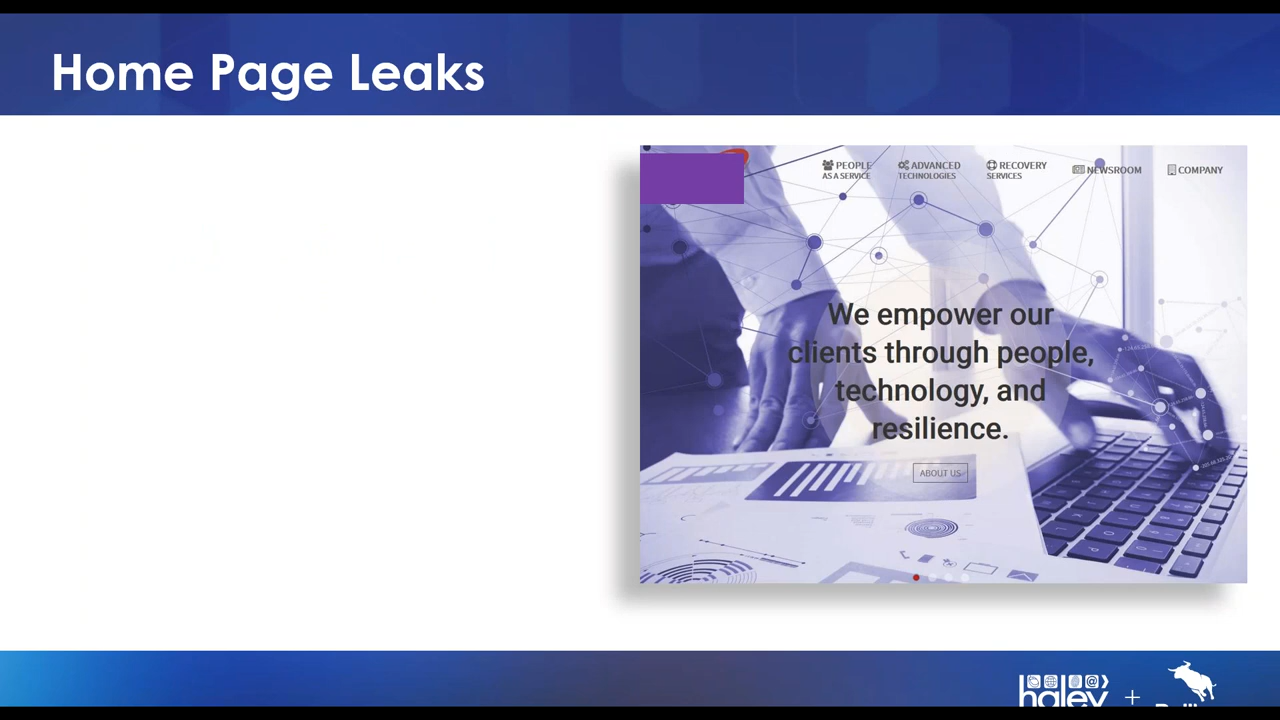 Home Page Leaks
PEOPLE
AS A SERVICE
ADVANCED
TECHNOLOGIES
RECOVERY
SERVICES
NEWSROOM
COMPANY
We empower our
clients through people,
technology, and
resilience.
ABOUT US
haley
+